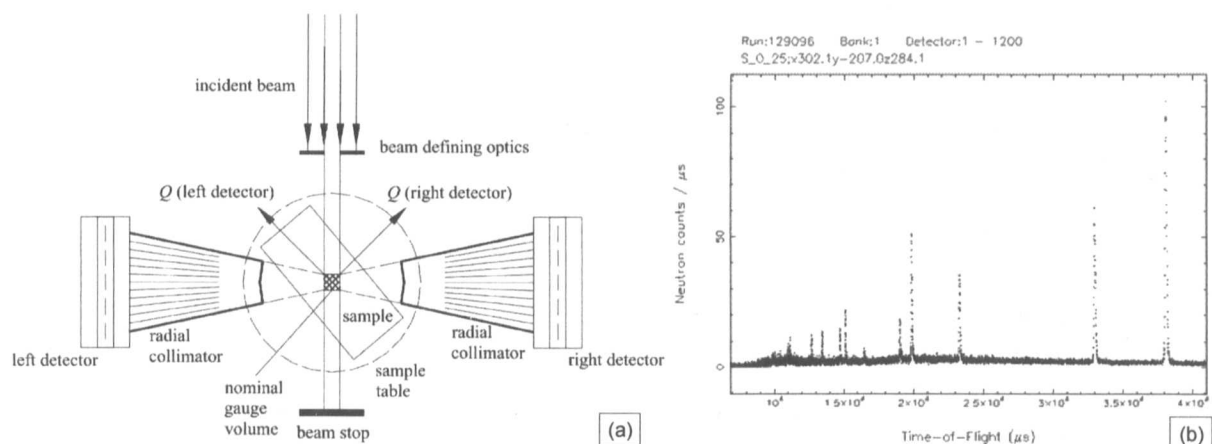 incident beam
beam defining optics
Q (left detector)
Q (right detector)
sample
radial
collimator
radial
collimator
left detector
right detector
nominal
gauge
volume
sample
table
beam stop
(a)
Run:129096 Bank:1 Detector:1 - 1200
S_0_25;x302.1y-207.0z284.1
Neutron counts / μs
100
50
0
10⁴
1.5×10⁴
2×10⁴
2.5×10⁴
3×10⁴
3.5×10⁴
4×10⁴
Time-of-Flight (μs)
(b)